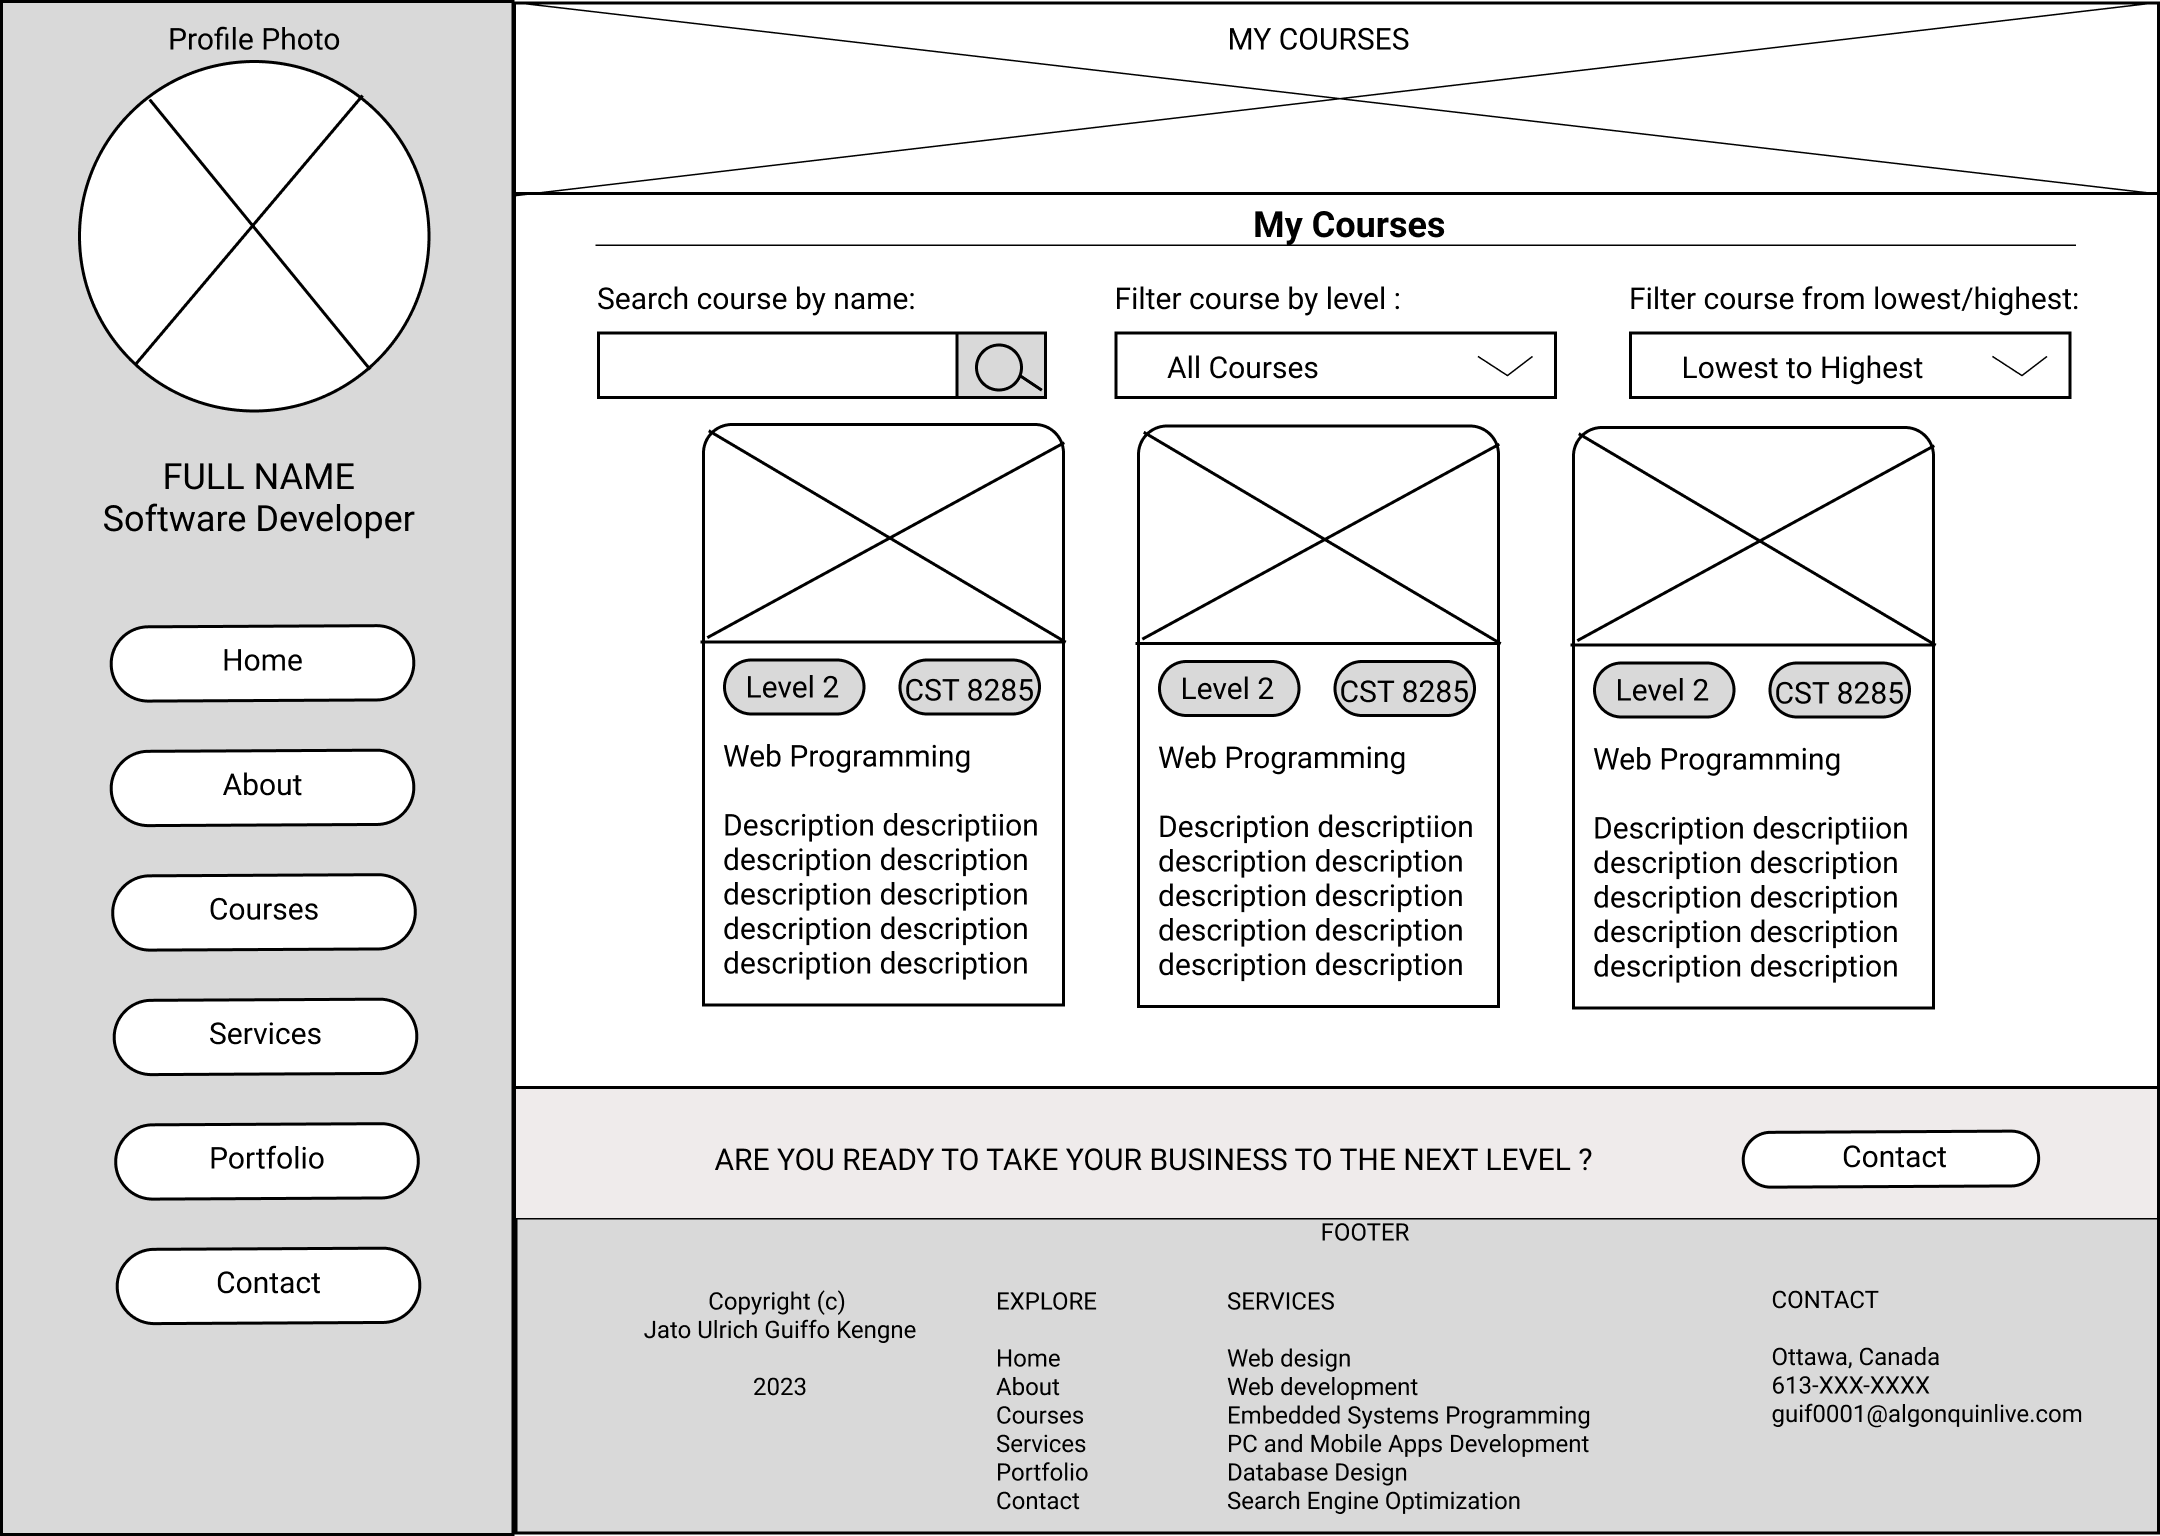 Profile Photo
FULL NAME
Software Developer
Home
About
Courses
Services
Portfolio
Contact
MY COURSES
My Courses
Search course by name:
Filter course by level :
All Courses
Filter course from lowest/highest:
Lowest to Highest
Level 2
CST 8285
Web Programming
Description descriptiion
description description
description description
description description
description description
Level 2
CST 8285
Web Programming
Description descriptiion
description description
description description
description description
description description
Level 2
CST 8285
Web Programming
Description descriptiion
description description
description description
description description
description description
ARE YOU READY TO TAKE YOUR BUSINESS TO THE NEXT LEVEL ?
Contact
FOOTER
Copyright (c)
Jato Ulrich Guiffo Kengne
2023
EXPLORE
Home
About
Courses
Services
Portfolio
Contact
SERVICES
Web design
Web development
Embedded Systems Programming
PC and Mobile Apps Development
Database Design
Search Engine Optimization
CONTACT
Ottawa, Canada
613-XXX-XXXX
guif0001@algonquinlive.com